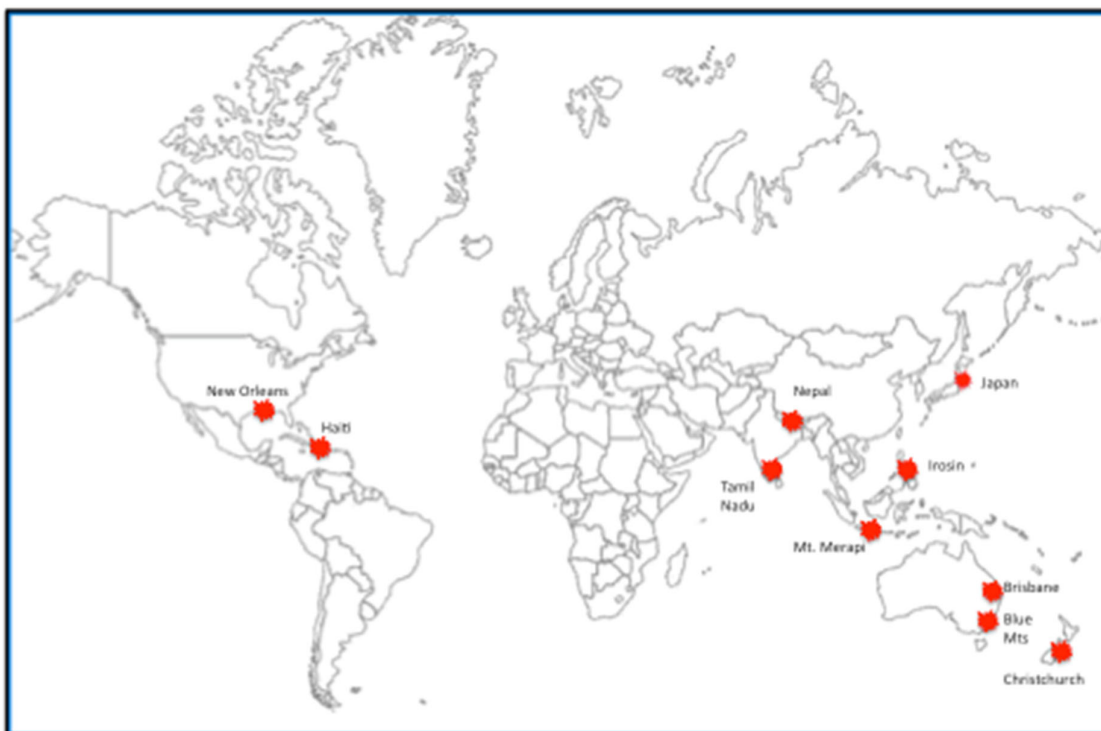 New Orleans
Haiti
Nepal
Japan
Irosin
Tamil
Nadu
Mt. Merapi
Brisbane
Blue
Mts
Christchurch